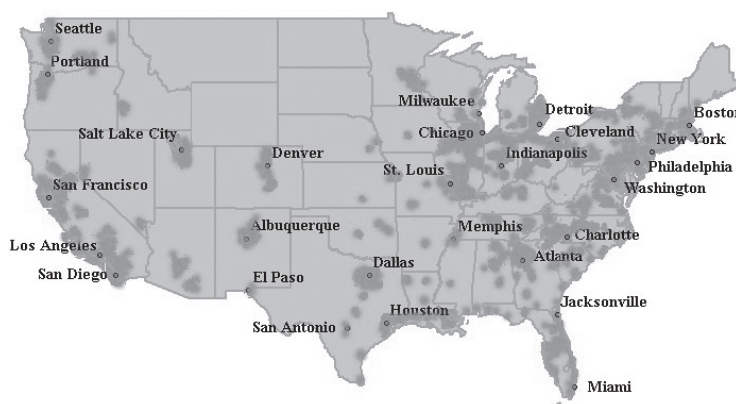 Seattle
Portland
Milwaukee
Detroit
Boston
Salt Lake City
Chicago
Cleveland
New York
Denver
St. Louis
Indianapolis
Philadelphia
San Francisco
Washington
Albuquerque
Memphis
Charlotte
Los Angeles
Atlanta
San Diego
El Paso
Dallas
Jacksonville
San Antonio
Houston
Miami